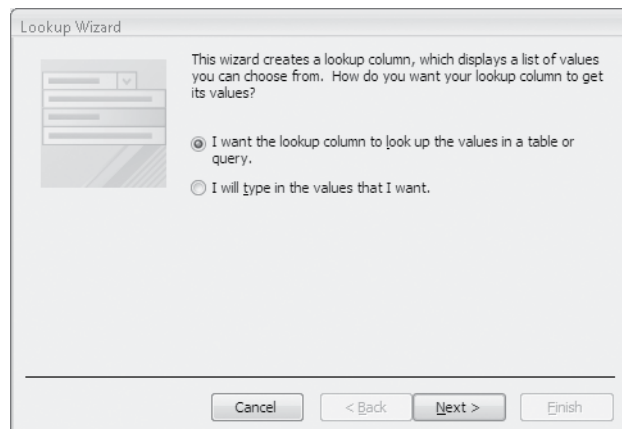 Lookup Wizard
This wizard creates a lookup column, which displays a list of values
you can choose from. How do you want your lookup column to get
its values?
I want the lookup column to look up the values in a table or
query.
I will type in the values that I want.
Cancel
< Back
Next >
Finish